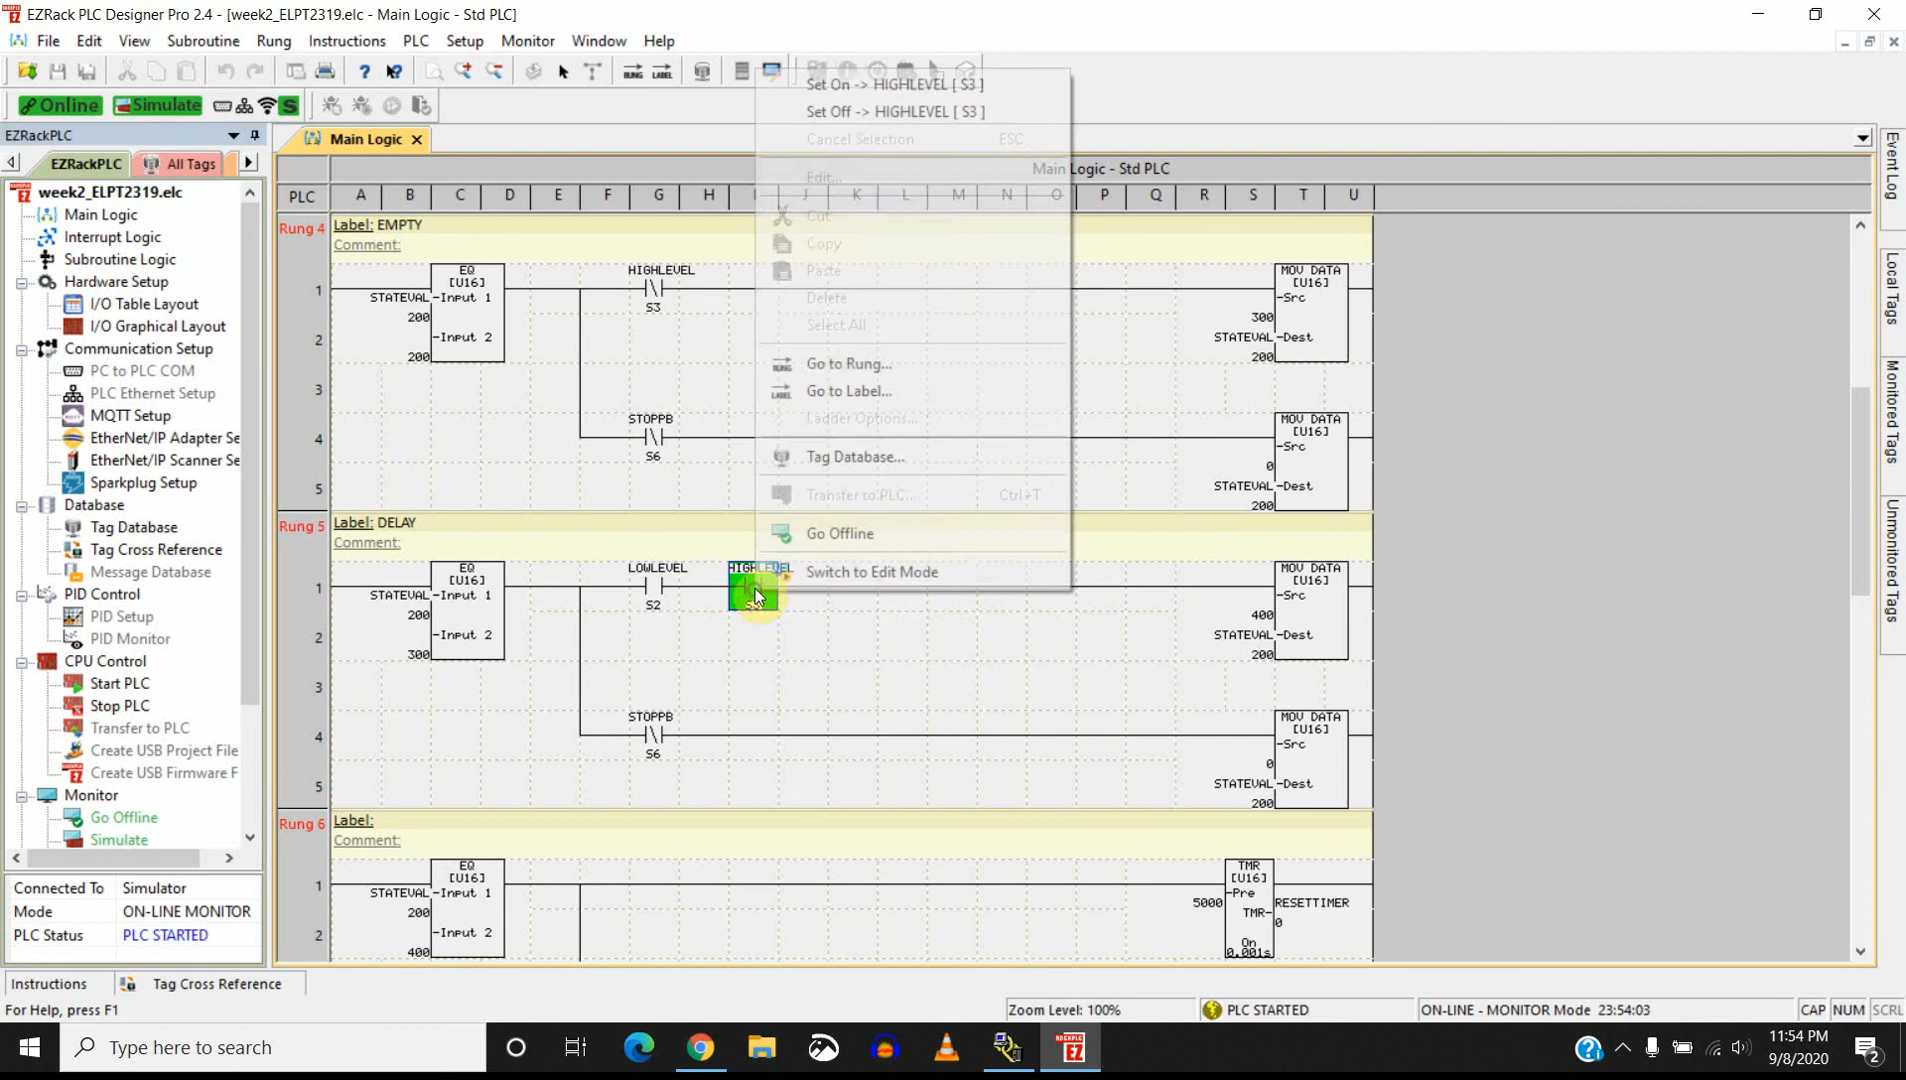 EZRack PLC Designer Pro 2.4 - [week2_ELPT2319.elc - Main Logic - Std PLC]
File Edit View Subroutine Rung Instructions PLC Setup Monitor Window Help
RUNG LABEL
Online Simulate S
EZRackPLC
EZRackPLC All Tags
Main Logic
week2_ELPT2319.elc
Main Logic
Interrupt Logic
Subroutine Logic
Hardware Setup
I/O Table Layout
I/O Graphical Layout
Communication Setup
PC to PLC COM
PLC Ethernet Setup
MQTT Setup
EtherNet/IP Adapter Se
EtherNet/IP Scanner Se
Sparkplug Setup
Database
Tag Database
Tag Cross Reference
Message Database
PID Control
PID Setup
PID Monitor
CPU Control
Start PLC
Stop PLC
Transfer to PLC
Create USB Project File
Create USB Firmware F
Monitor
Go Offline
Simulate
Connected To Simulator
Mode ON-LINE MONITOR
PLC Status PLC STARTED
Main Logic - Std PLC
PLC A B C D E F G H I J K L M N O P Q R S T U
Rung 4 Label: EMPTY
Comment:
1
2
3
4
5
EQ
[U16]
STATEVAL -Input 1
200
-Input 2
200
HIGHLEVEL
S3
STOPPB
S6
MOV DATA
[U16]
-Src
300
STATEVAL -Dest
200
MOV DATA
[U16]
-Src
0
STATEVAL -Dest
200
Rung 5 Label: DELAY
Comment:
1
2
3
4
5
EQ
[U16]
STATEVAL -Input 1
200
-Input 2
300
LOWLEVEL
S2
HIGHLEVEL
STOPPB
S6
MOV DATA
[U16]
-Src
400
STATEVAL -Dest
200
MOV DATA
[U16]
-Src
0
STATEVAL -Dest
200
Rung 6 Label:
Comment:
1
2
EQ
[U16]
STATEVAL -Input 1
200
-Input 2
400
TMR
[U16]
5000 -Pre
TMR- RESETTIMER
0
On
0.001s
Set On -> HIGHLEVEL [ S3 ]
Set Off -> HIGHLEVEL [ S3 ]
Cancel Selection ESC
Edit...
Cut
Copy
Paste
Delete
Select All
Go to Rung...
Go to Label...
Ladder Options...
Tag Database...
Transfer to PLC... Ctrl+T
Go Offline
Switch to Edit Mode
Event Log
Local Tags
Monitored Tags
Unmonitored Tags
Instructions Tag Cross Reference
For Help, press F1
Zoom Level: 100% PLC STARTED ON-LINE - MONITOR Mode 23:54:03 CAP NUM SCRL
Type here to search
11:54 PM
9/8/2020
2